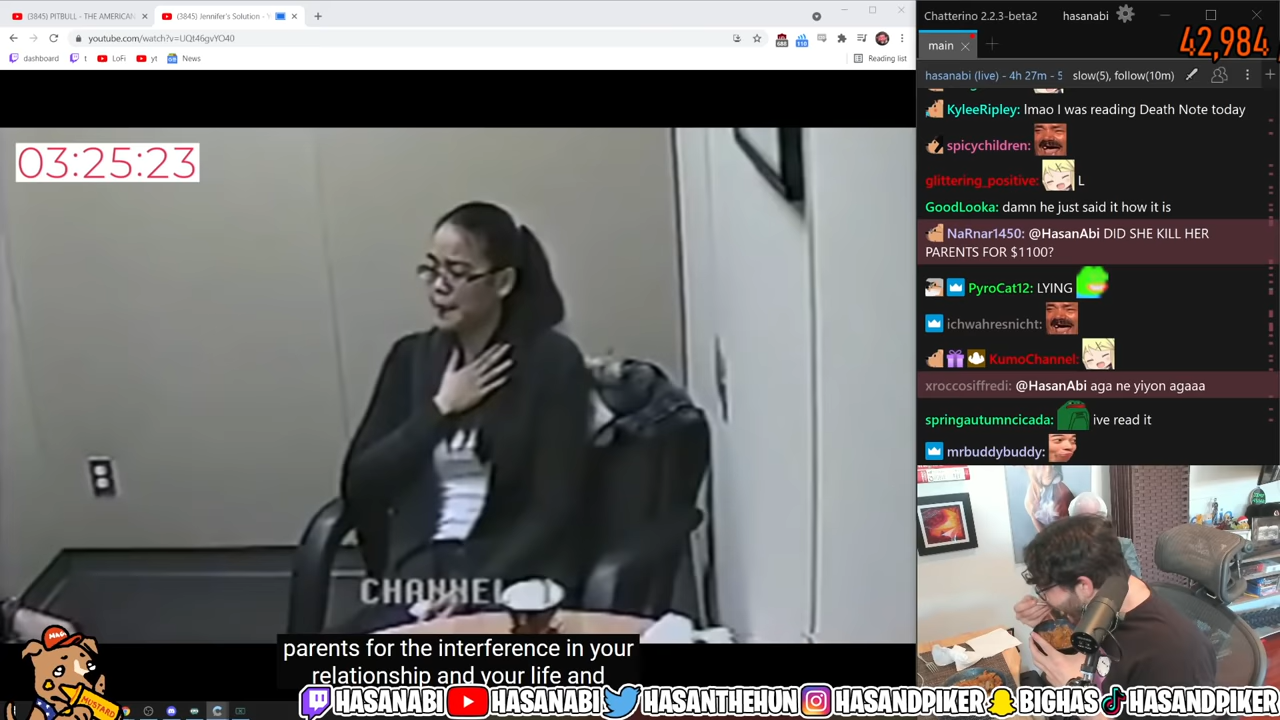 (3845) PITBULL - THE AMERICAN
(3845) Jennifer's Solution -
youtube.com/watch?v=UQt46gvYO40
dashboard
t
LoFi
yt
News
Reading list
03:25:23
CHANNEL
parents for the interference in your
relationship and your life and
Chatterino 2.2.3-beta2
hasanabi
42,984
main
hasanabi (live) - 4h 27m - 5
slow(5), follow(10m)
KyleeRipley: lmao I was reading Death Note today
spicychildren:
glittering_positive: L
GoodLooka: damn he just said it how it is
NaRnar1450: @HasanAbi DID SHE KILL HER
PARENTS FOR $1100?
PyroCat12: LYING
ichwahresnicht:
KumoChannel:
xroccosiffredi: @HasanAbi aga ne yiyon agaaa
springautumncicada: ive read it
mrbuddybuddy:
MUSTARD
HASANABI
HASANABI
HASANTHEHUN
HASANDPIKER
BIGHAS
HASANDPIKER